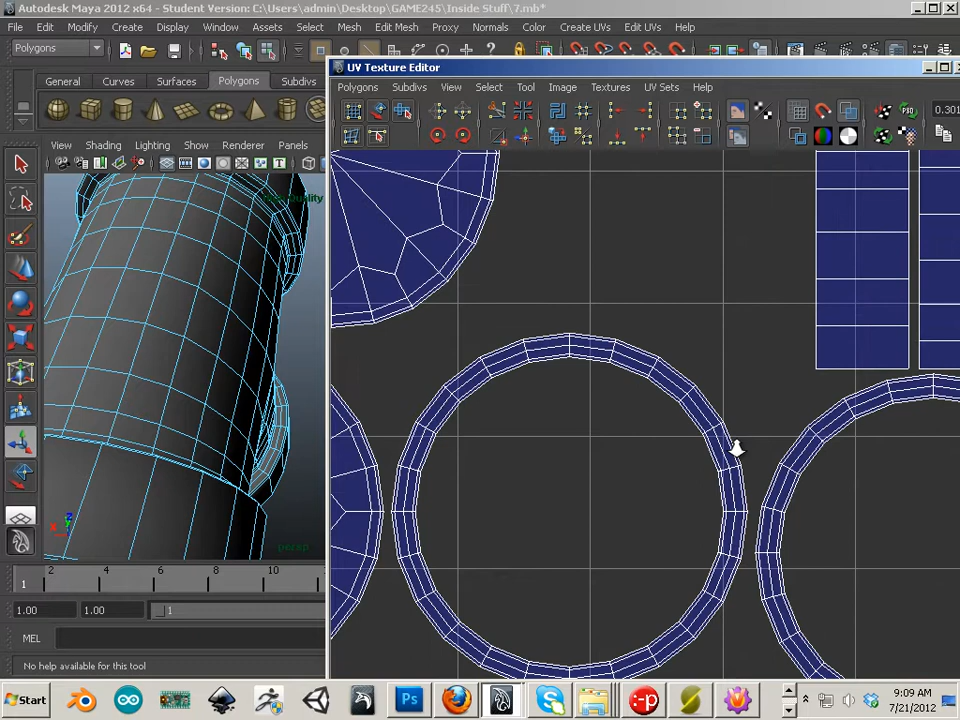 Autodesk Maya 2012 x64 - Student Version: C:\Users\admin\Desktop\GAME245\Inside Stuff\7.mb*
File Edit Modify Create Display Window Assets Select Mesh Edit Mesh Proxy Normals Color Create UVs Edit UVs Help
Polygons
General Curves Surfaces Polygons Subdivs
UV Texture Editor
Polygons Subdivs View Select Tool Image Textures UV Sets Help
0.301
View Shading Lighting Show Renderer Panels
Quality
persp
1 2 4 6 8 10
1.00 1.00 1
MEL
No help available for this tool
Start
Ps
9:09 AM
7/21/2012